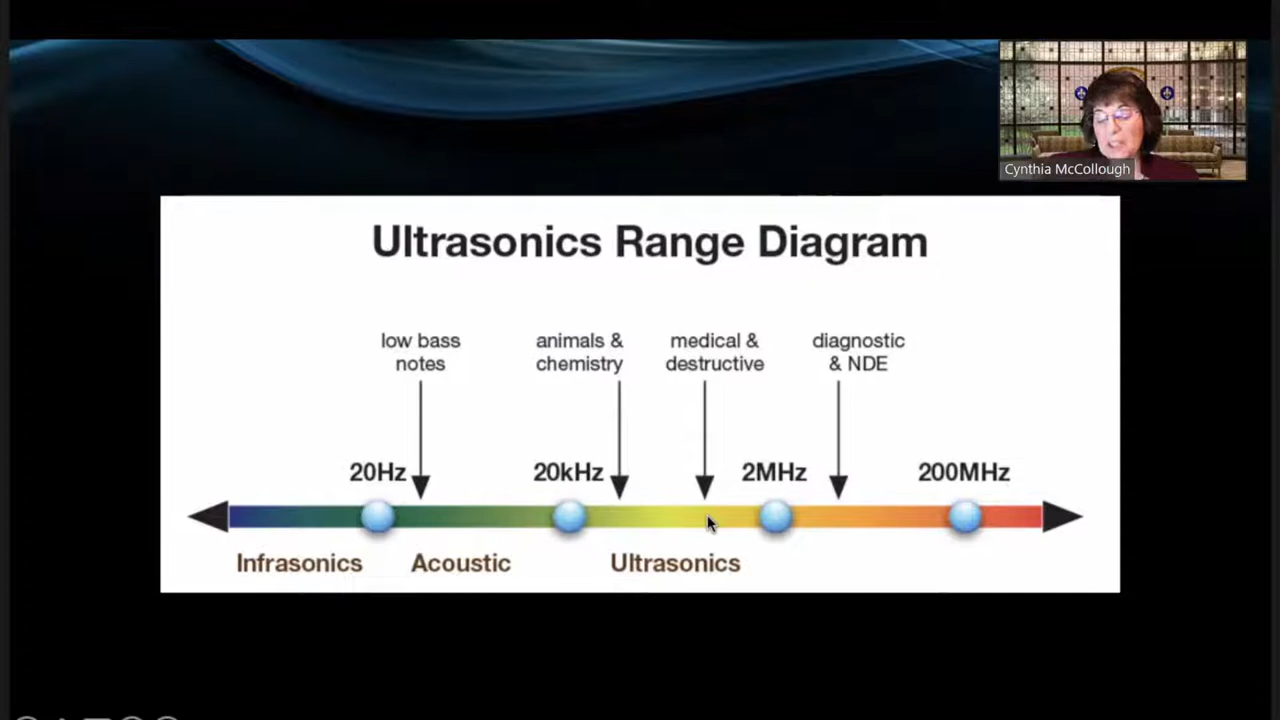 Cynthia McCollough
Ultrasonics Range Diagram
low bass
notes
animals &
chemistry
medical &
destructive
diagnostic
& NDE
20Hz
20kHz
2MHz
200MHz
Infrasonics
Acoustic
Ultrasonics